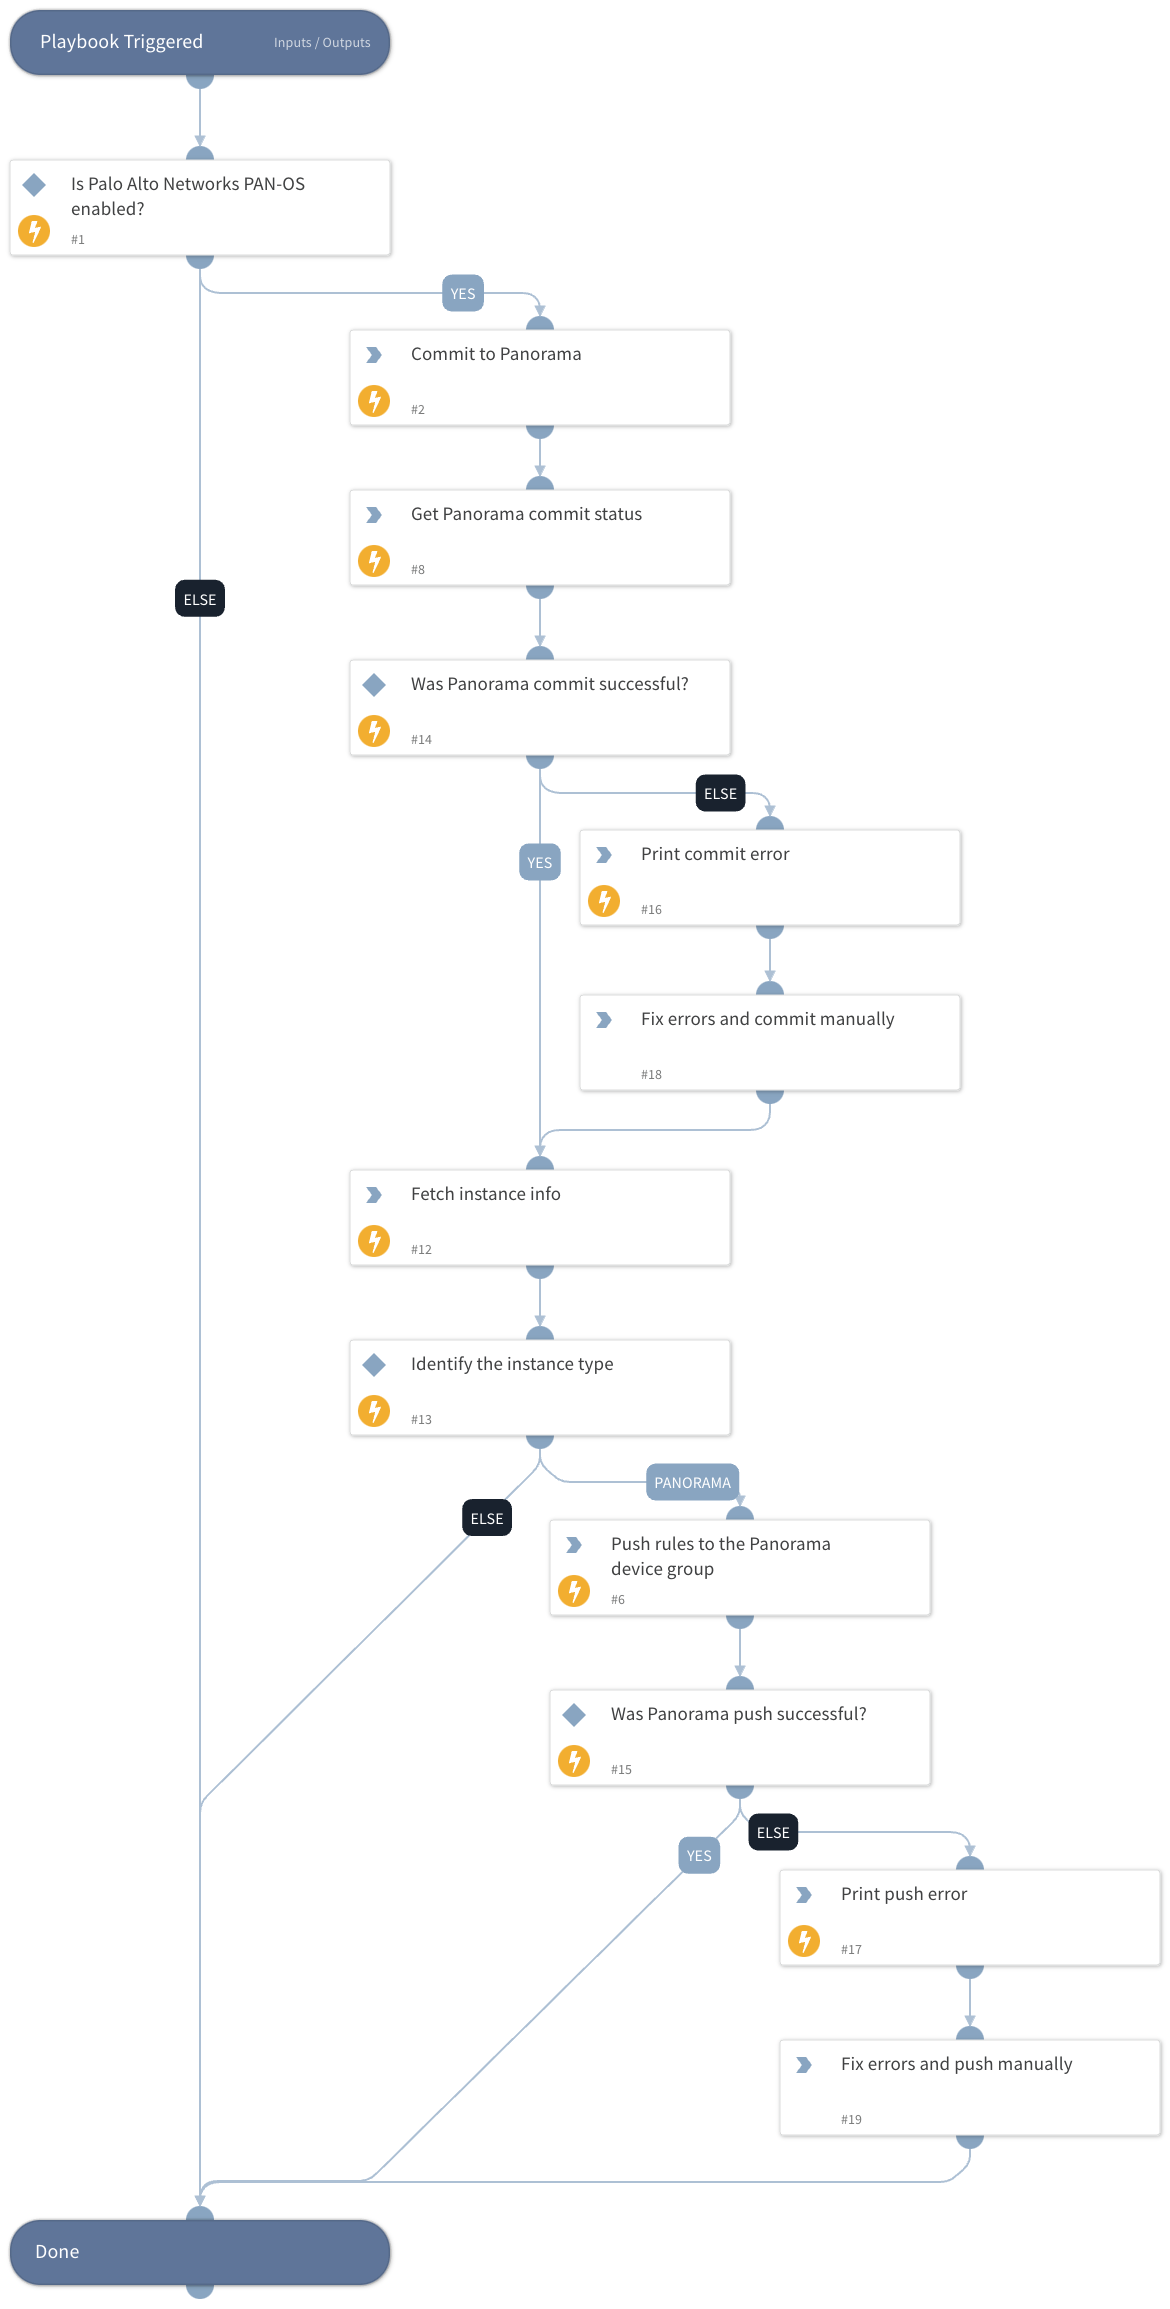 Playbook Triggered
Inputs / Outputs
Is Palo Alto Networks PAN-OS
enabled?
#1
YES
Commit to Panorama
#2
Get Panorama commit status
#8
ELSE
Was Panorama commit successful?
#14
ELSE
YES
Print commit error
#16
Fix errors and commit manually
#18
Fetch instance info
#12
Identify the instance type
#13
PANORAMA
ELSE
Push rules to the Panorama
device group
#6
Was Panorama push successful?
#15
ELSE
YES
Print push error
#17
Fix errors and push manually
#19
Done